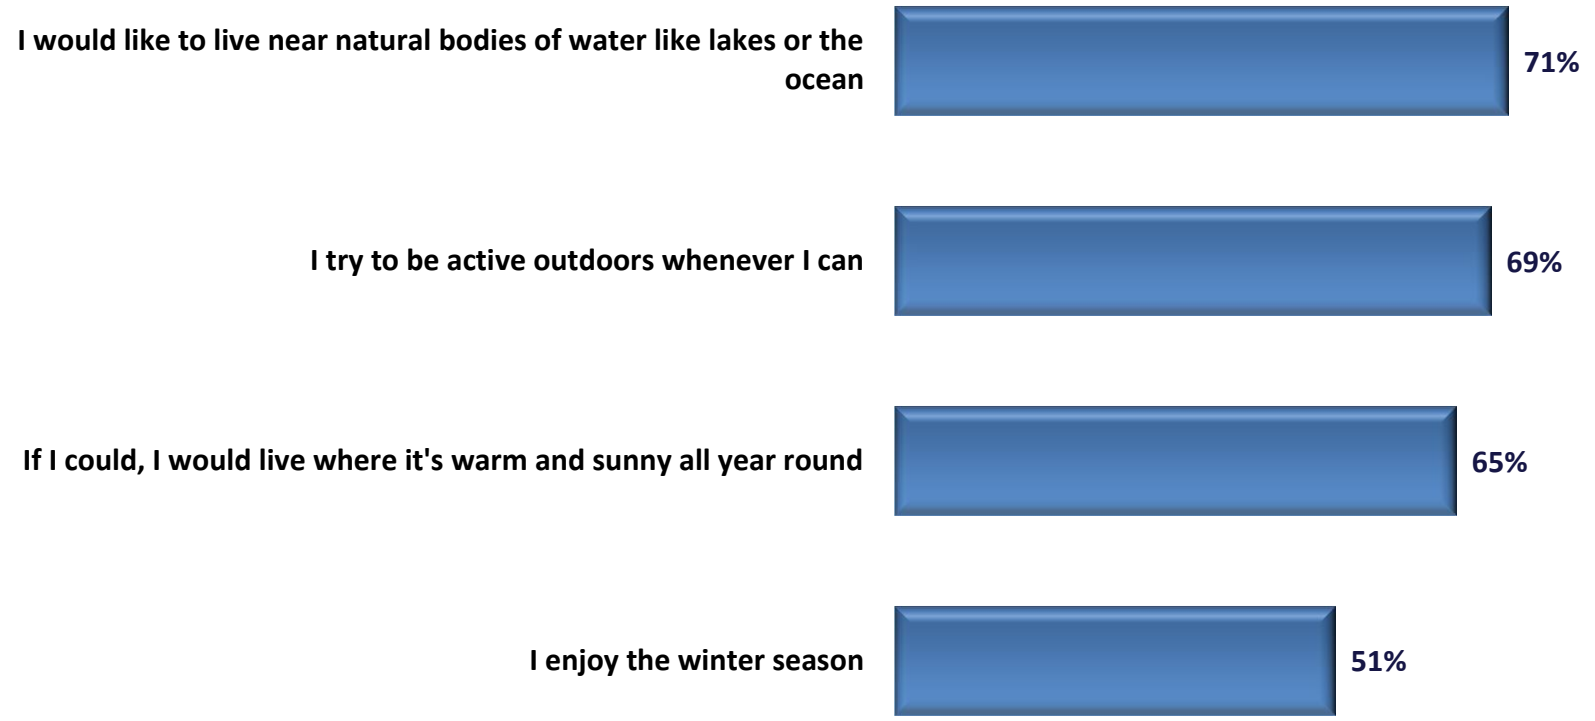 I would like to live near natural bodies of water like lakes or the
ocean
71%
I try to be active outdoors whenever I can
69%
If I could, I would live where it's warm and sunny all year round
65%
I enjoy the winter season
51%